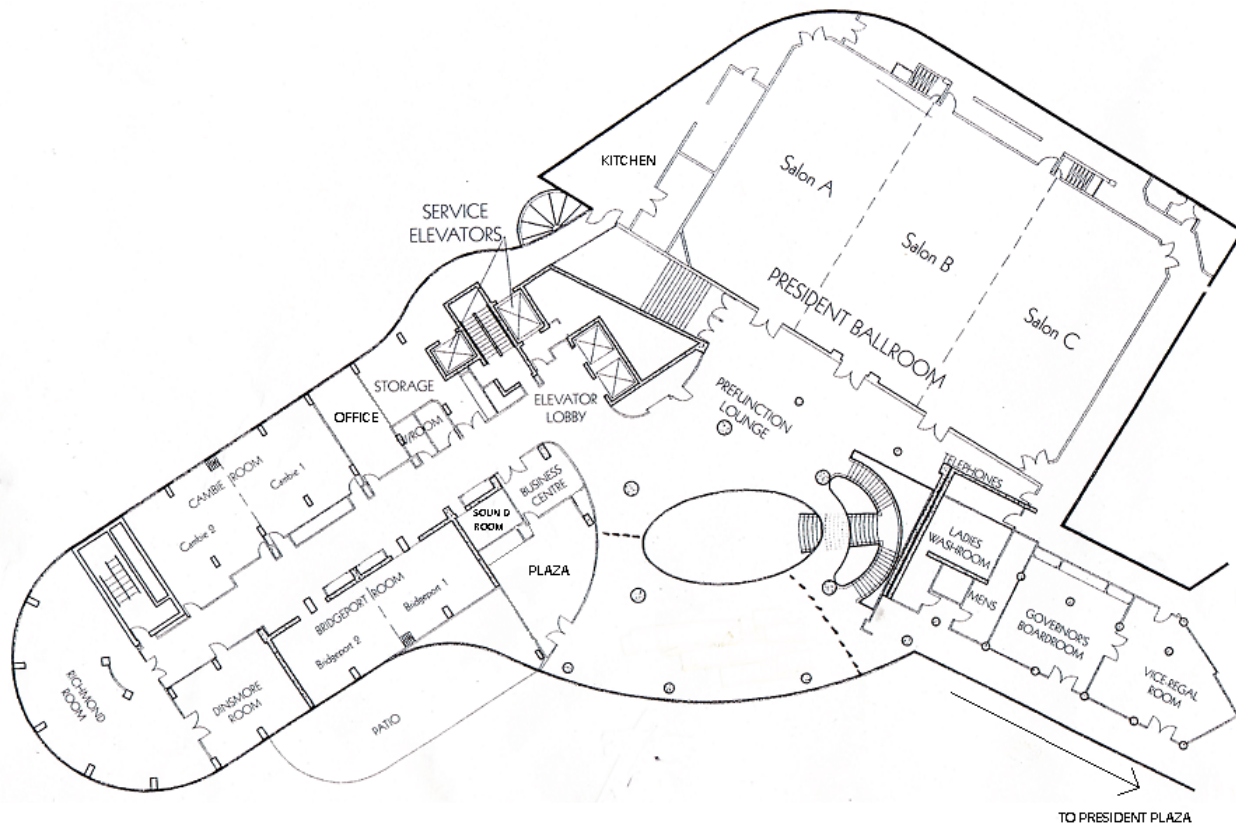 KITCHEN
SERVICE
ELEVATORS
Salon A
Salon B
Salon C
PRESIDENT BALLROOM
STORAGE
OFFICE
ELEVATOR
LOBBY
PREFUNCTION
LOUNGE
TELEPHONES
CAMBIE ROOM
Cambie 1
Cambie 2
BUSINESS
CENTRE
SOUND
ROOM
PLAZA
LADIES
WASHROOM
MENS
GOVERNOR'S
BOARDROOM
VICE REGAL
ROOM
BRIDGEPORT ROOM
Bridgeport 1
Bridgeport 2
RICHMOND
ROOM
DINSMORE
ROOM
PATIO
TO PRESIDENT PLAZA